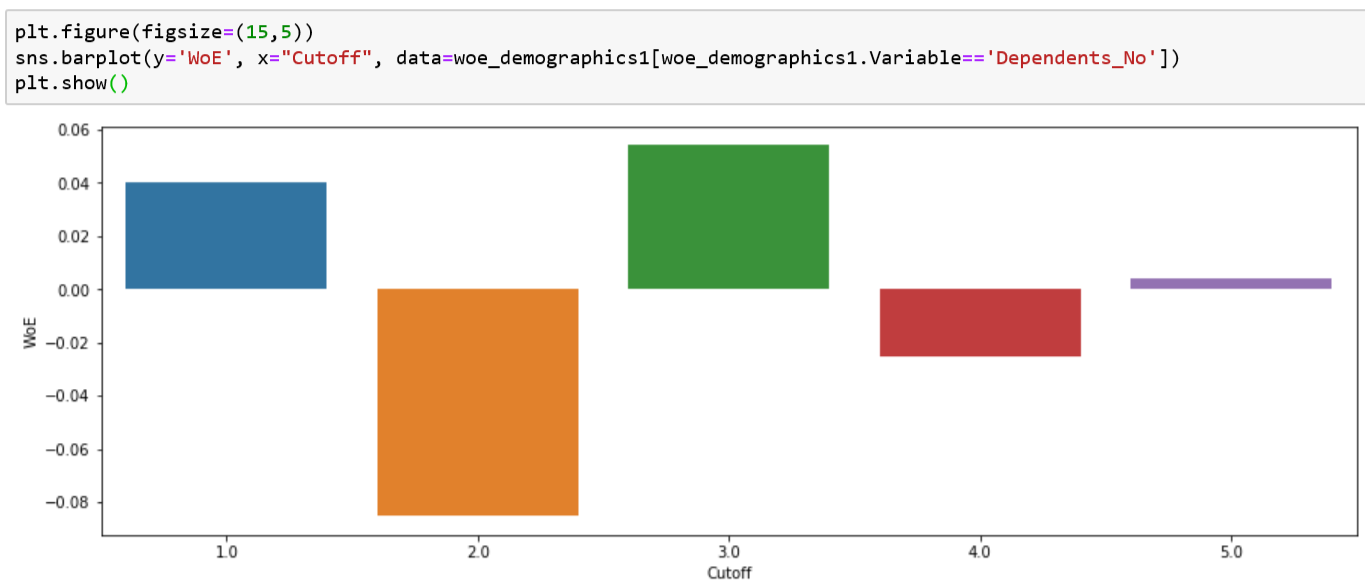 plt.figure(figsize=(15,5))
sns.barplot(y='WoE', x="Cutoff", data=woe_demographics1[woe_demographics1.Variable=='Dependents_No'])
plt.show()
0.06
0.04
0.02
0.00
−0.02
−0.04
−0.06
−0.08
WoE
1.0 2.0 3.0 4.0 5.0
Cutoff